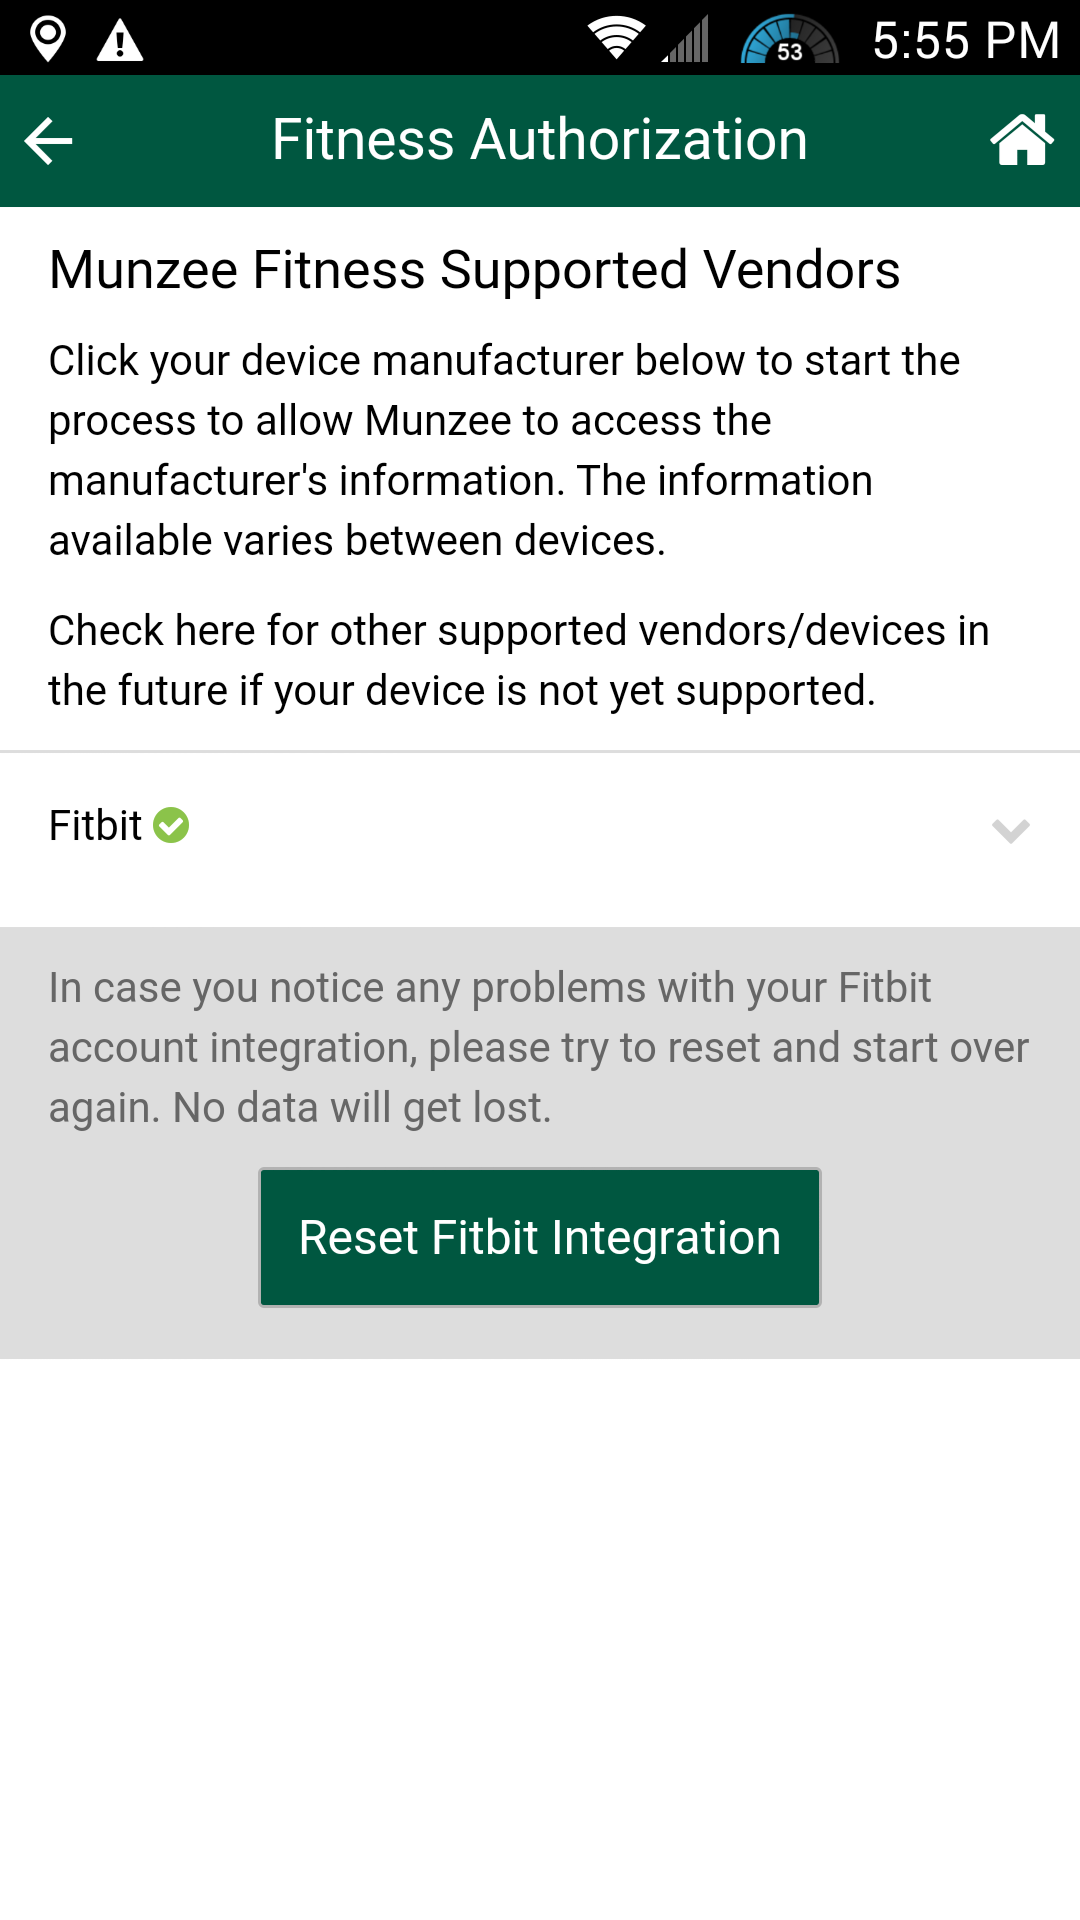 53 5:55 PM
Fitness Authorization
Munzee Fitness Supported Vendors
Click your device manufacturer below to start the
process to allow Munzee to access the
manufacturer's information. The information
available varies between devices.
Check here for other supported vendors/devices in
the future if your device is not yet supported.
Fitbit
In case you notice any problems with your Fitbit
account integration, please try to reset and start over
again. No data will get lost.
Reset Fitbit Integration